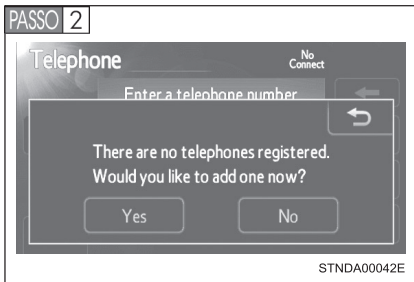 PASSO 2
Telephone
No
Connect
Enter a telephone number
There are no telephones registered.
Would you like to add one now?
Yes
No
STNDA00042E